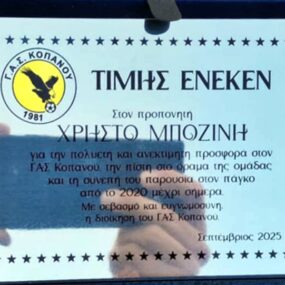 Γ.Α.Σ. ΚΟΠΑΝΟΥ
1981
ΤΙΜΗΣ ΕΝΕΚΕΝ
Στον προπονητή
ΧΡΗΣΤΟ ΜΠΟΖΙΝΗ
για την πολυετή και ανεκτίμητη προσφορά στον
ΓΑΣ Κοπανού, την πίστη στο όραμα της ομάδας
και τη συνεπή του παρουσία στον πάγκο
από το 2020 μέχρι σήμερα.
Με σεβασμό και ευγνωμοσύνη,
η διοίκηση του ΓΑΣ Κοπανού.
Σεπτέμβριος 2025